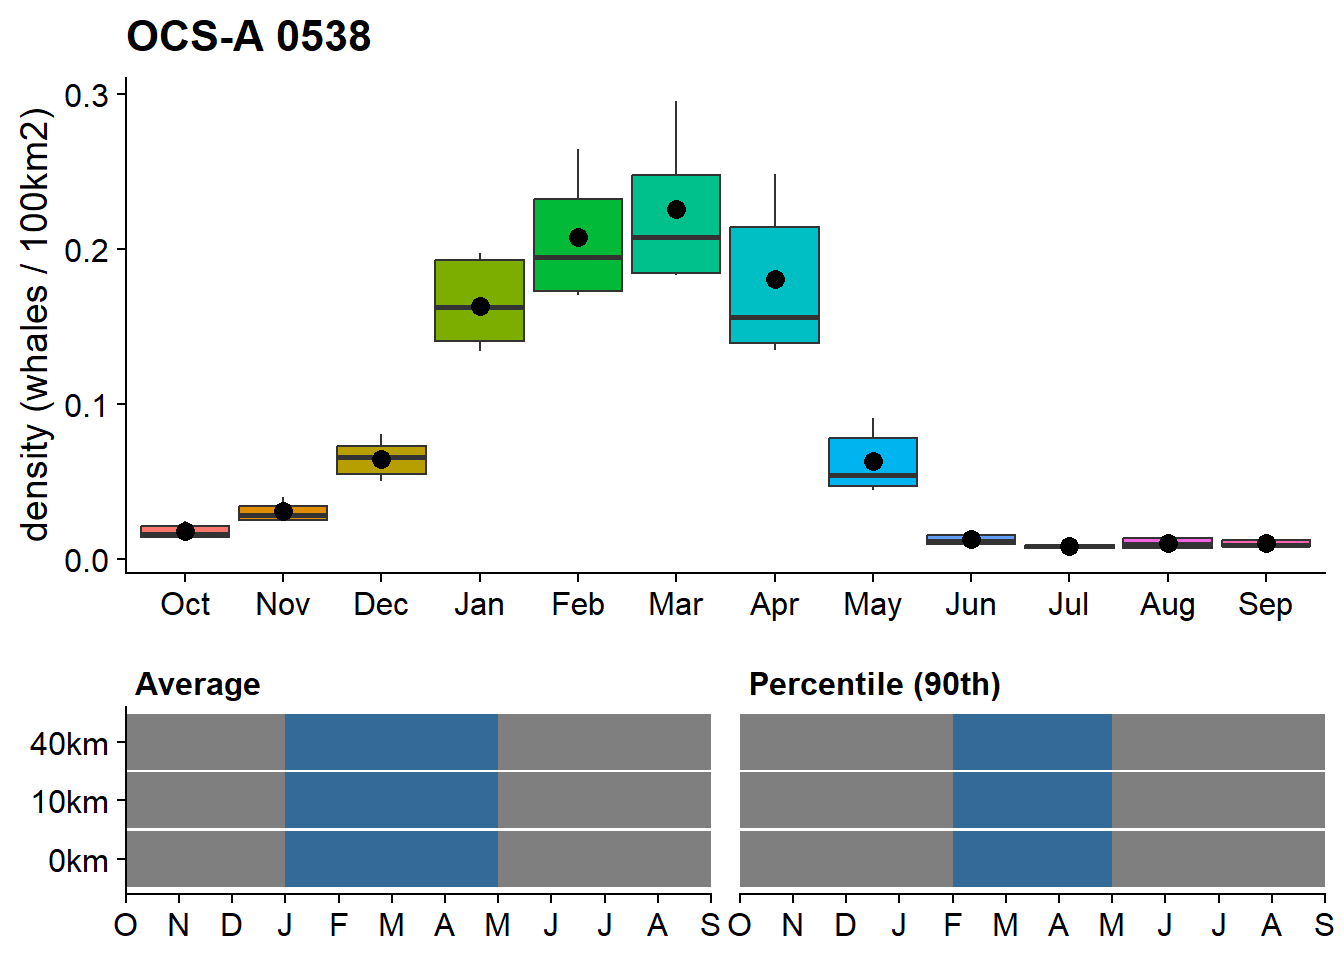 OCS-A 0538
density (whales / 100km2)
0.3
0.2
0.1
0.0
Oct Nov Dec Jan Feb Mar Apr May Jun Jul Aug Sep
Average
Percentile (90th)
40km
10km
0km
O N D J F M A M J J A S
O N D J F M A M J J A S